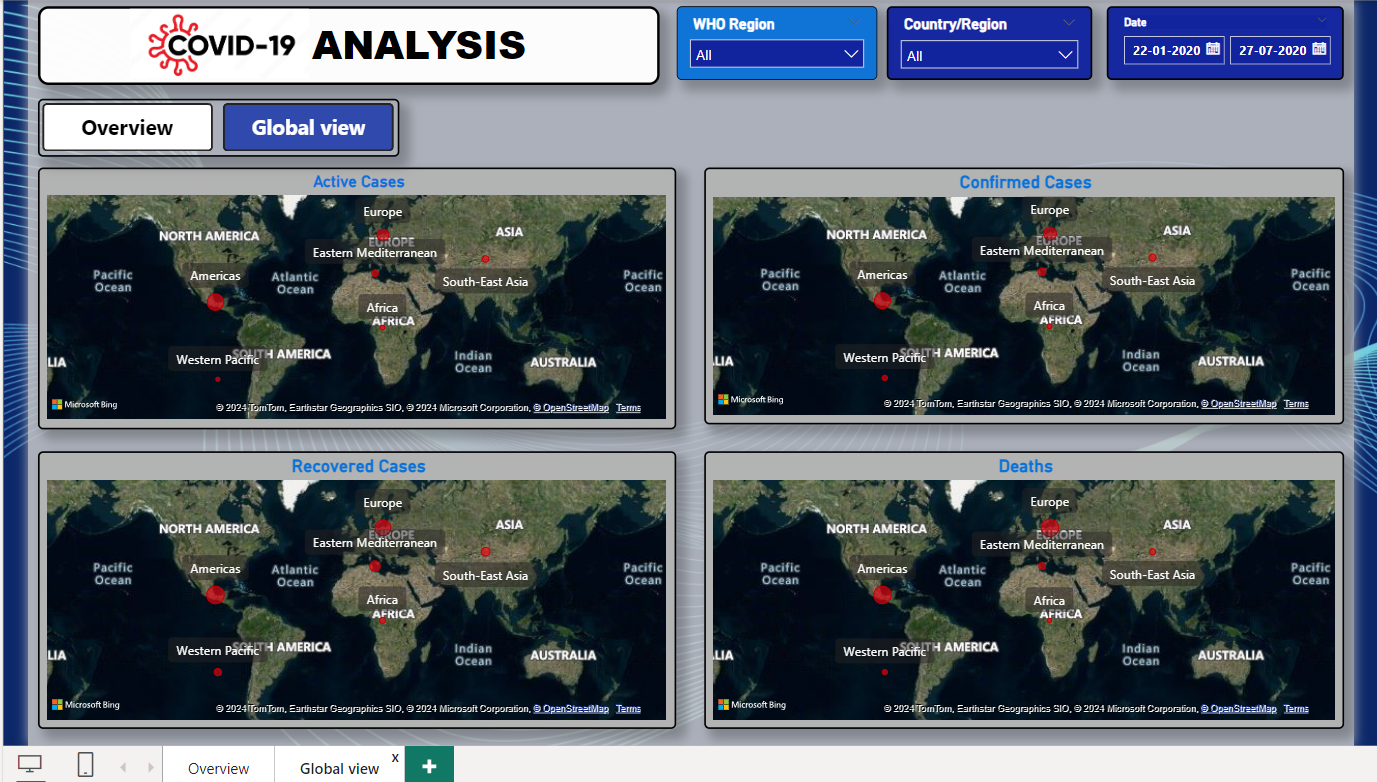 COVID-19 ANALYSIS
WHO Region
All
Country/Region
All
Date
22-01-2020
27-07-2020
Overview
Global view
Active Cases
Europe
NORTH AMERICA
EUROPE
ASIA
Eastern Mediterranean
Americas
Pacific
Ocean
Atlantic
Ocean
South-East Asia
Pacific
Ocean
Africa
AFRICA
Western Pacific
SOUTH AMERICA
Indian
Ocean
LIA
AUSTRALIA
Microsoft Bing
© 2024 TomTom, Earthstar Geographics SIO, © 2024 Microsoft Corporation, © OpenStreetMap Terms
Confirmed Cases
Europe
NORTH AMERICA
EUROPE
ASIA
Eastern Mediterranean
Americas
Pacific
Ocean
Atlantic
Ocean
South-East Asia
Pacific
Ocean
Africa
AFRICA
Western Pacific
SOUTH AMERICA
Indian
Ocean
LIA
AUSTRALIA
Microsoft Bing
© 2024 TomTom, Earthstar Geographics SIO, © 2024 Microsoft Corporation, © OpenStreetMap Terms
Recovered Cases
Europe
NORTH AMERICA
EUROPE
ASIA
Eastern Mediterranean
Americas
Pacific
Ocean
Atlantic
Ocean
South-East Asia
Pacific
Ocean
Africa
AFRICA
Western Pacific
SOUTH AMERICA
Indian
Ocean
LIA
AUSTRALIA
Microsoft Bing
© 2024 TomTom, Earthstar Geographics SIO, © 2024 Microsoft Corporation, © OpenStreetMap Terms
Deaths
Europe
NORTH AMERICA
EUROPE
ASIA
Eastern Mediterranean
Americas
Pacific
Ocean
Atlantic
Ocean
South-East Asia
Pacific
Ocean
Africa
AFRICA
Western Pacific
SOUTH AMERICA
Indian
Ocean
LIA
AUSTRALIA
Microsoft Bing
© 2024 TomTom, Earthstar Geographics SIO, © 2024 Microsoft Corporation, © OpenStreetMap Terms
Overview
Global view
x
+